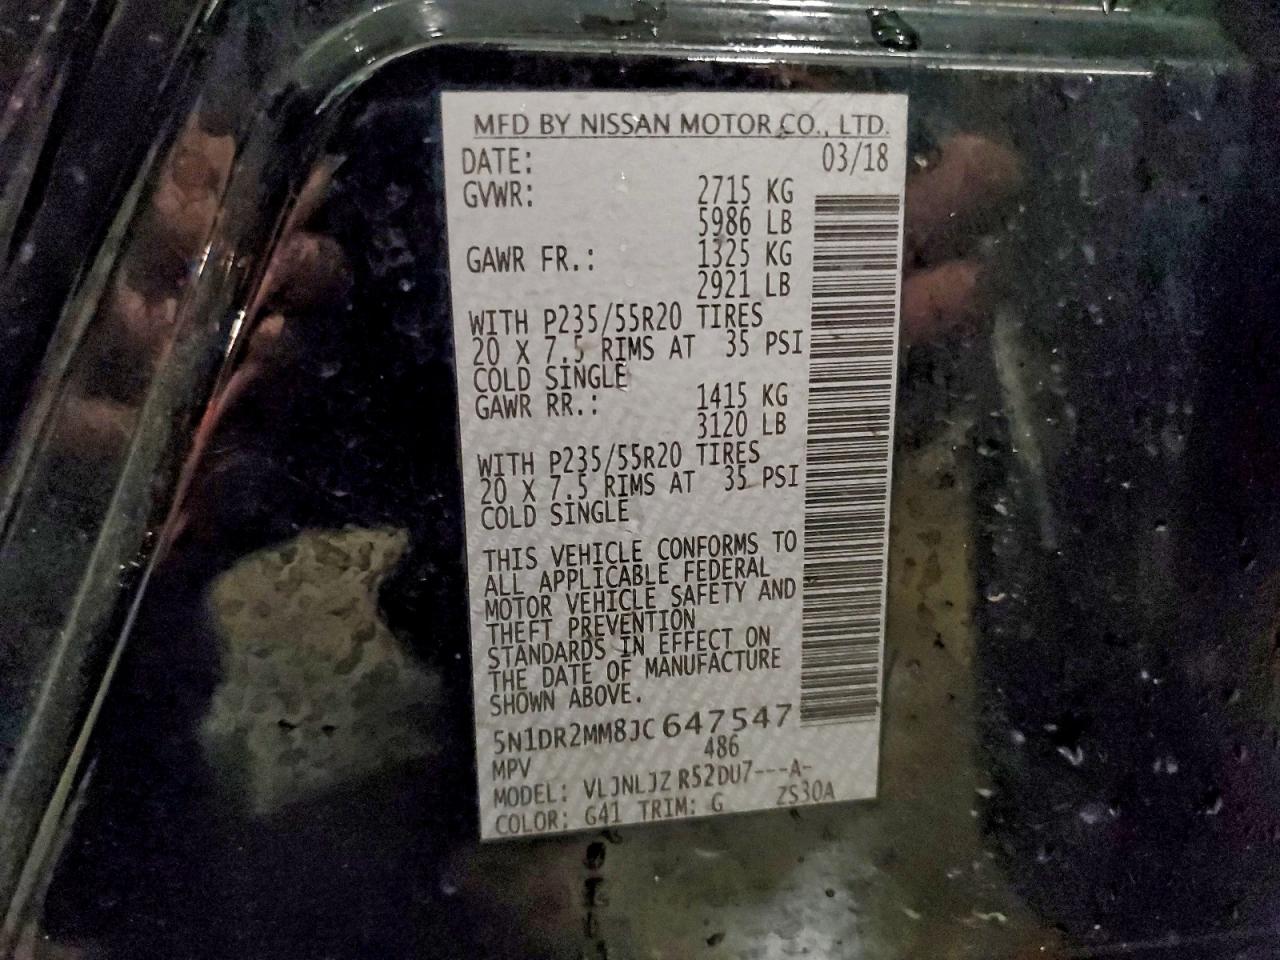 MFD BY NISSAN MOTOR CO., LTD.
DATE: 03/18
GVWR: 2715 KG
5986 LB
GAWR FR.: 1325 KG
2921 LB
WITH P235/55R20 TIRES
20 X 7.5 RIMS AT 35 PSI
COLD SINGLE
GAWR RR.: 1415 KG
3120 LB
WITH P235/55R20 TIRES
20 X 7.5 RIMS AT 35 PSI
COLD SINGLE
THIS VEHICLE CONFORMS TO
ALL APPLICABLE FEDERAL
MOTOR VEHICLE SAFETY AND
THEFT PREVENTION
STANDARDS IN EFFECT ON
THE DATE OF MANUFACTURE
SHOWN ABOVE.
5N1DR2MM8JC647547
MPV 486
MODEL: VLJNLJZ R52DU7---A-
COLOR: G41 TRIM: G ZS30A